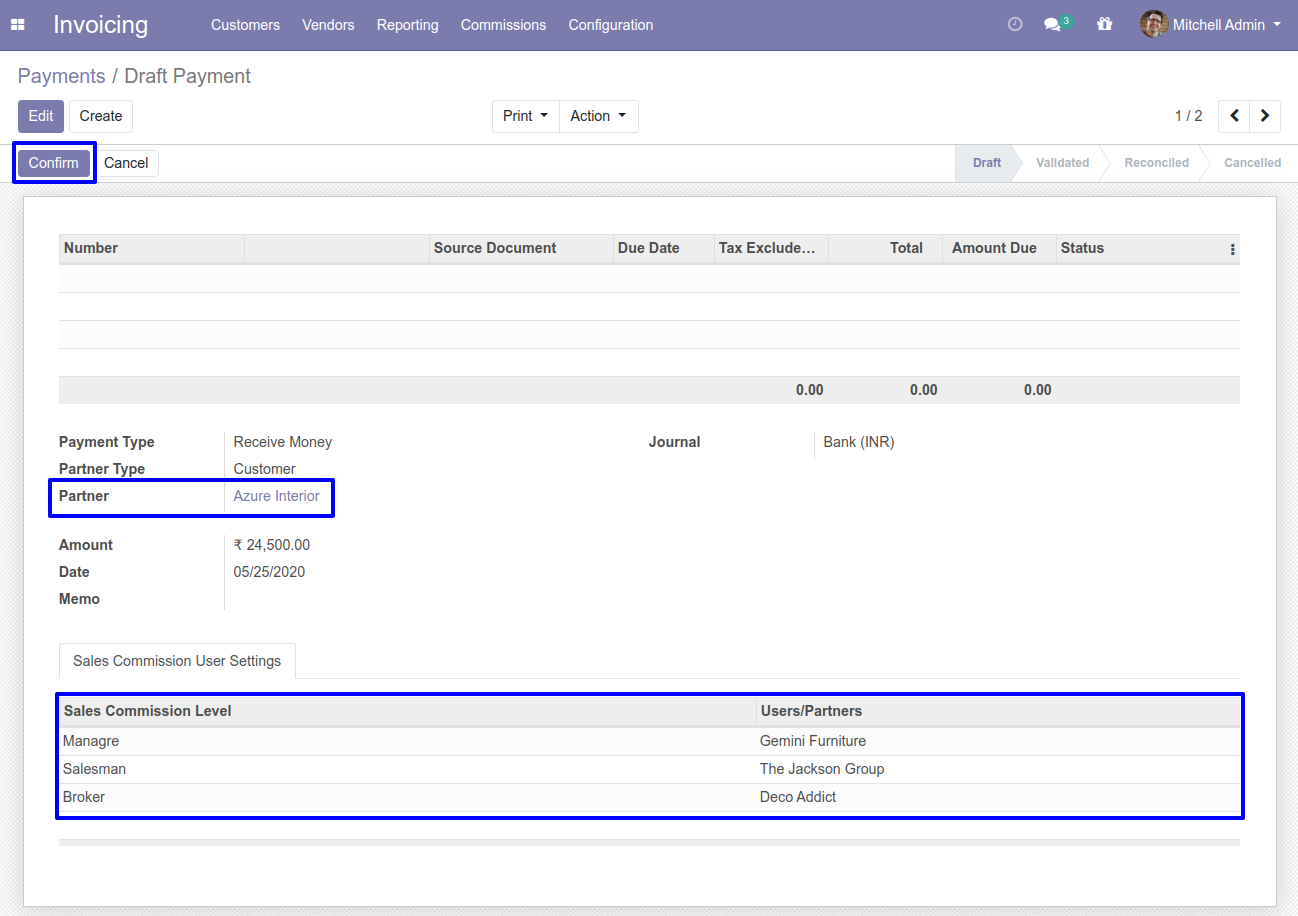 Invoicing Customers Vendors Reporting Commissions Configuration 3 Mitchell Admin
Payments / Draft Payment
Edit Create Print Action 1 / 2
Confirm Cancel Draft Validated Reconciled Cancelled
Number Source Document Due Date Tax Exclude... Total Amount Due Status
0.00 0.00 0.00
Payment Type Receive Money Journal Bank (INR)
Partner Type Customer
Partner Azure Interior
Amount ₹ 24,500.00
Date 05/25/2020
Memo
Sales Commission User Settings
Sales Commission Level Users/Partners
Managre Gemini Furniture
Salesman The Jackson Group
Broker Deco Addict